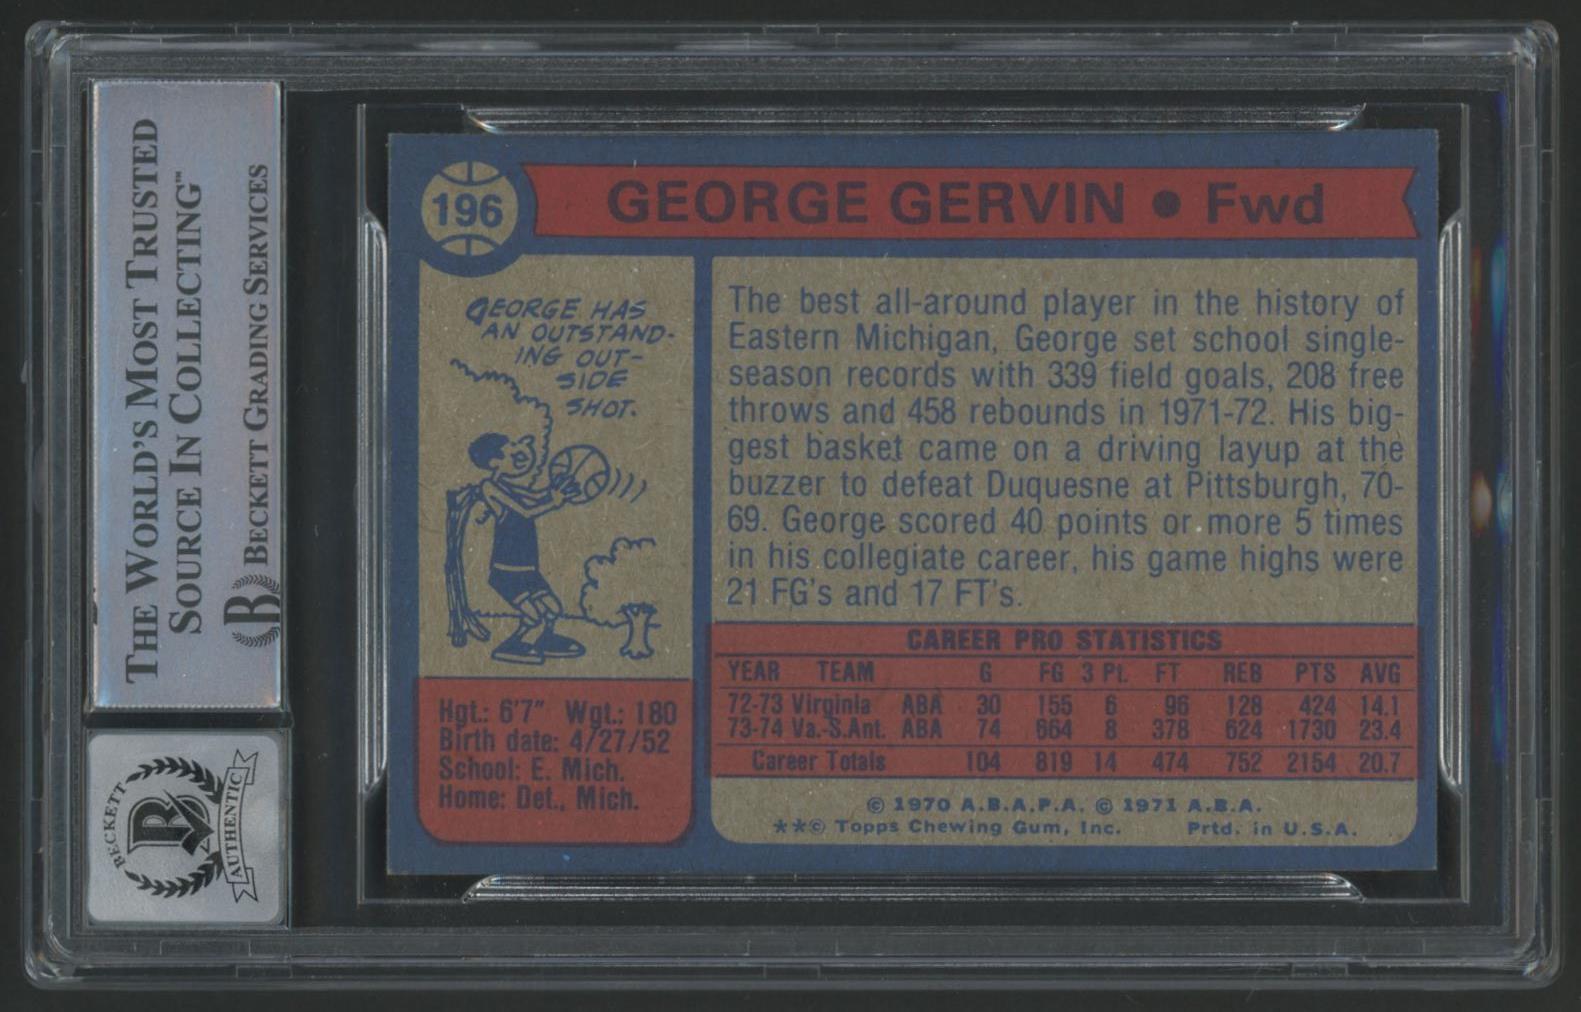 THE WORLD'S MOST TRUSTED
SOURCE IN COLLECTING™
BECKETT GRADING SERVICES
B
BECKETT
B
AUTHENTIC
196
GEORGE GERVIN • Fwd
GEORGE HAS
AN OUTSTAND-
ING OUT-
SIDE
SHOT.
Hgt.: 6'7" Wgt.: 180
Birth date: 4/27/52
School: E. Mich.
Home: Det., Mich.
The best all-around player in the history of
Eastern Michigan, George set school single-
season records with 339 field goals, 208 free
throws and 458 rebounds in 1971-72. His big-
gest basket came on a driving layup at the
buzzer to defeat Duquesne at Pittsburgh, 70-
69. George scored 40 points or more 5 times
in his collegiate career, his game highs were
21 FG's and 17 FT's.
CAREER PRO STATISTICS
YEAR TEAM G FG 3 Pt. FT REB PTS AVG
72-73 Virginia ABA 30 155 6 96 128 424 14.1
73-74 Va.-S.Ant. ABA 74 664 8 378 624 1730 23.4
Career Totals 104 819 14 474 752 2154 20.7
© 1970 A.B.A.P.A. © 1971 A.B.A.
**© Topps Chewing Gum, Inc. Prtd. in U.S.A.